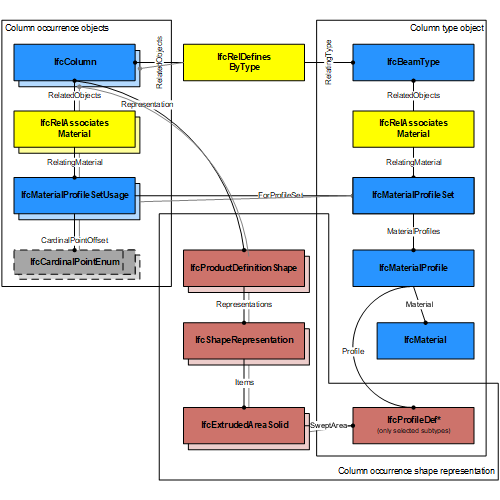 Column occurrence objects
Column type object
IfcColumn
RelatedObjects
IfcRelDefines
ByType
RelatingType
IfcBeamType
RelatedObjects
Representation
RelatedObjects
IfcRelAssociates
Material
IfcRelAssociates
Material
RelatingMaterial
RelatingMaterial
IfcMaterialProfileSetUsage
ForProfileSet
IfcMaterialProfileSet
CardinalPointOffset
MaterialProfiles
IfcCardinalPointEnum
IfcProductDefinitionShape
IfcMaterialProfile
Representations
Material
IfcShapeRepresentation
IfcMaterial
Profile
Items
IfcExtrudedAreaSolid
SweptArea
IfcProfileDef*
(only selected subtypes)
Column occurrence shape representation